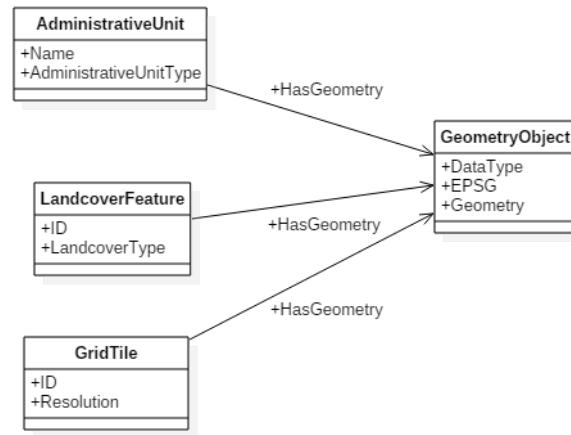 AdministrativeUnit
+Name
+AdministrativeUnitType
+HasGeometry
GeometryObject
+DataType
+EPSG
+Geometry
LandcoverFeature
+ID
+LandcoverType
+HasGeometry
+HasGeometry
GridTile
+ID
+Resolution